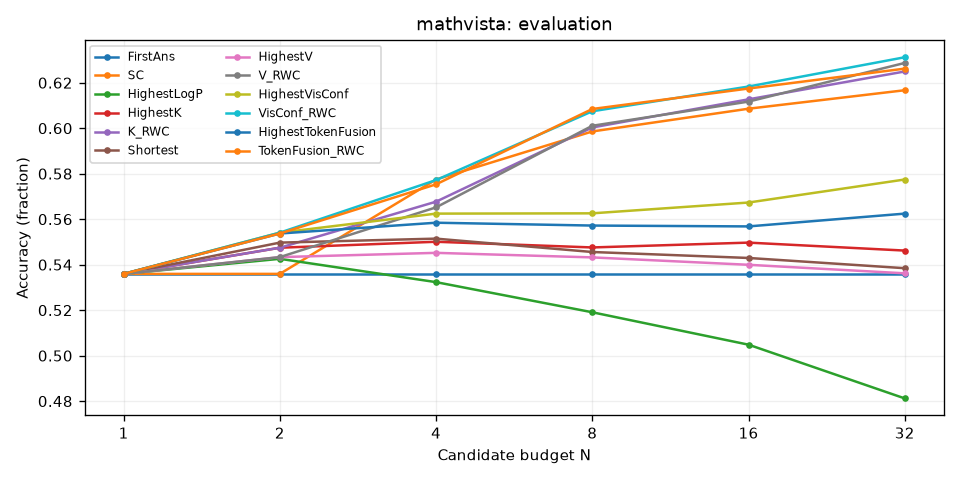 mathvista: evaluation
Accuracy (fraction)
0.62
0.60
0.58
0.56
0.54
0.52
0.50
0.48
FirstAns
SC
HighestLogP
HighestK
K_RWC
Shortest
HighestV
V_RWC
HighestVisConf
VisConf_RWC
HighestTokenFusion
TokenFusion_RWC
1 2 4 8 16 32
Candidate budget N